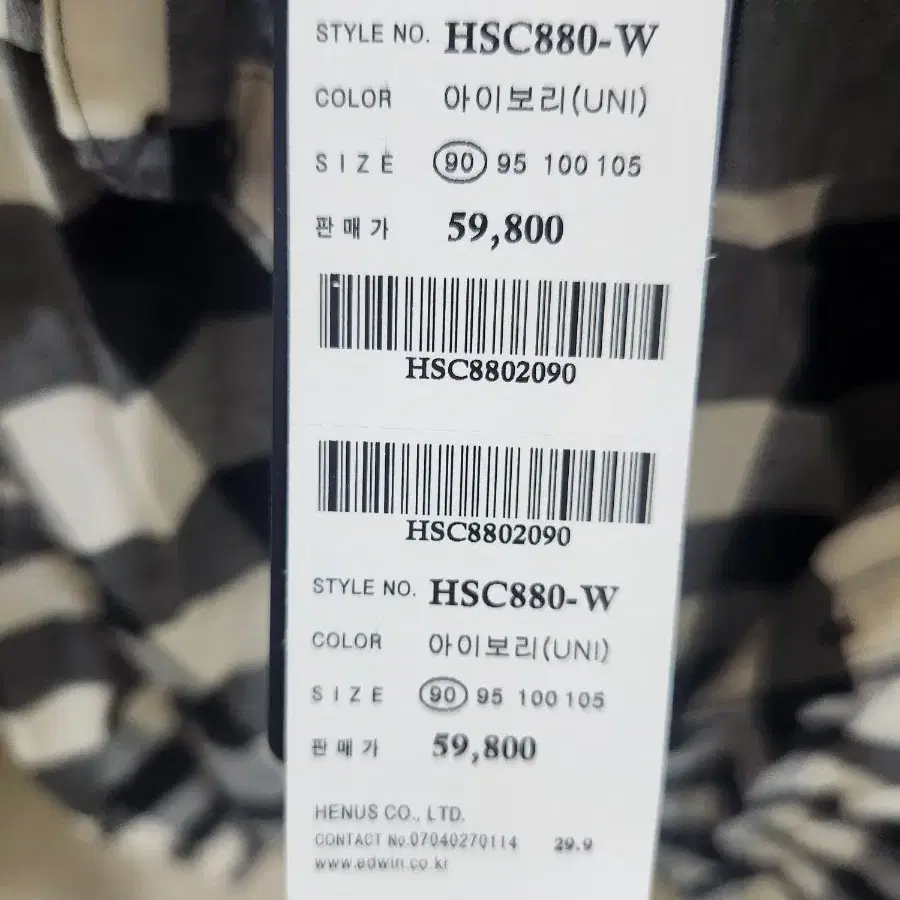 STYLE NO. HSC880-W
COLOR 아이보리(UNI)
SIZE 90 95 100 105
판매가 59,800
HSC8802090
HSC8802090
STYLE NO. HSC880-W
COLOR 아이보리(UNI)
SIZE 90 95 100 105
판매가 59,800
HENUS CO., LTD.
CONTACT No.07040270114 29.9
www.edwin.co.kr